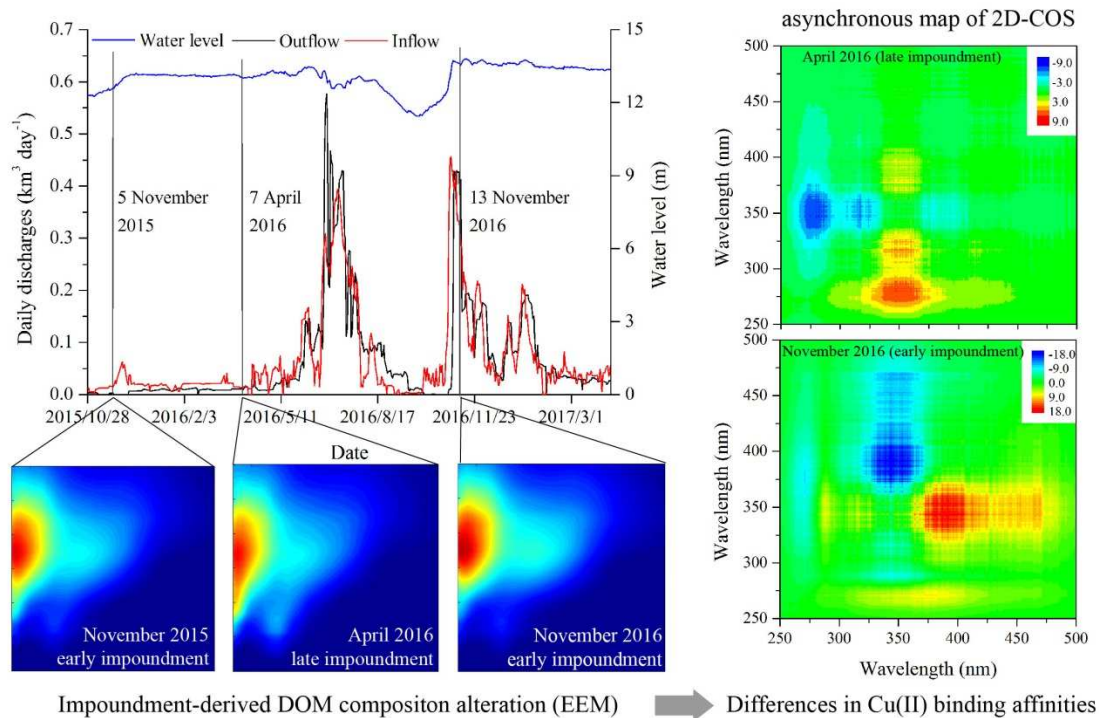 asynchronous map of 2D-COS
Water level
Outflow
Inflow
Daily discharges (km³ day⁻¹)
0.7
0.6
0.5
0.4
0.3
0.2
0.1
0.0
5 November
2015
7 April
2016
13 November
2016
15
12
9
6
3
0
Water level (m)
2015/10/28
2016/2/3
2016/5/11
2016/8/17
2016/11/23
2017/3/1
Date
November 2015
early impoundment
April 2016
late impoundment
November 2016
early impoundment
April 2016 (late impoundment)
-9.0
-3.0
3.0
9.0
Wavelength (nm)
500
450
400
350
300
250
November 2016 (early impoundment)
-18.0
-9.0
0.0
9.0
18.0
Wavelength (nm)
500
450
400
350
300
250
250
300
350
400
450
500
Wavelength (nm)
Impoundment-derived DOM compositon alteration (EEM)
Differences in Cu(II) binding affinities